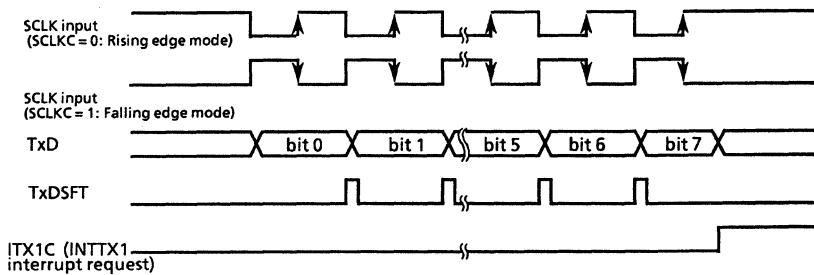 SCLK input
(SCLKC = 0: Rising edge mode)
SCLK input
(SCLKC = 1: Falling edge mode)
TxD
bit 0 bit 1 bit 5 bit 6 bit 7
TxDSFT
ITX1C (INTTX1
interrupt request)